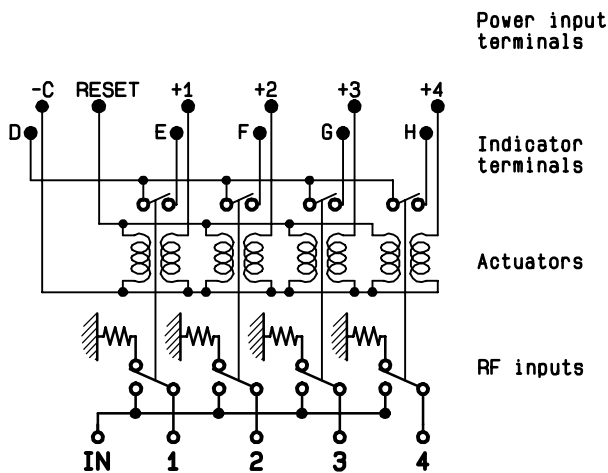 Power input
terminals
-C RESET +1 +2 +3 +4
D E F G H
Indicator
terminals
Actuators
RF inputs
IN 1 2 3 4